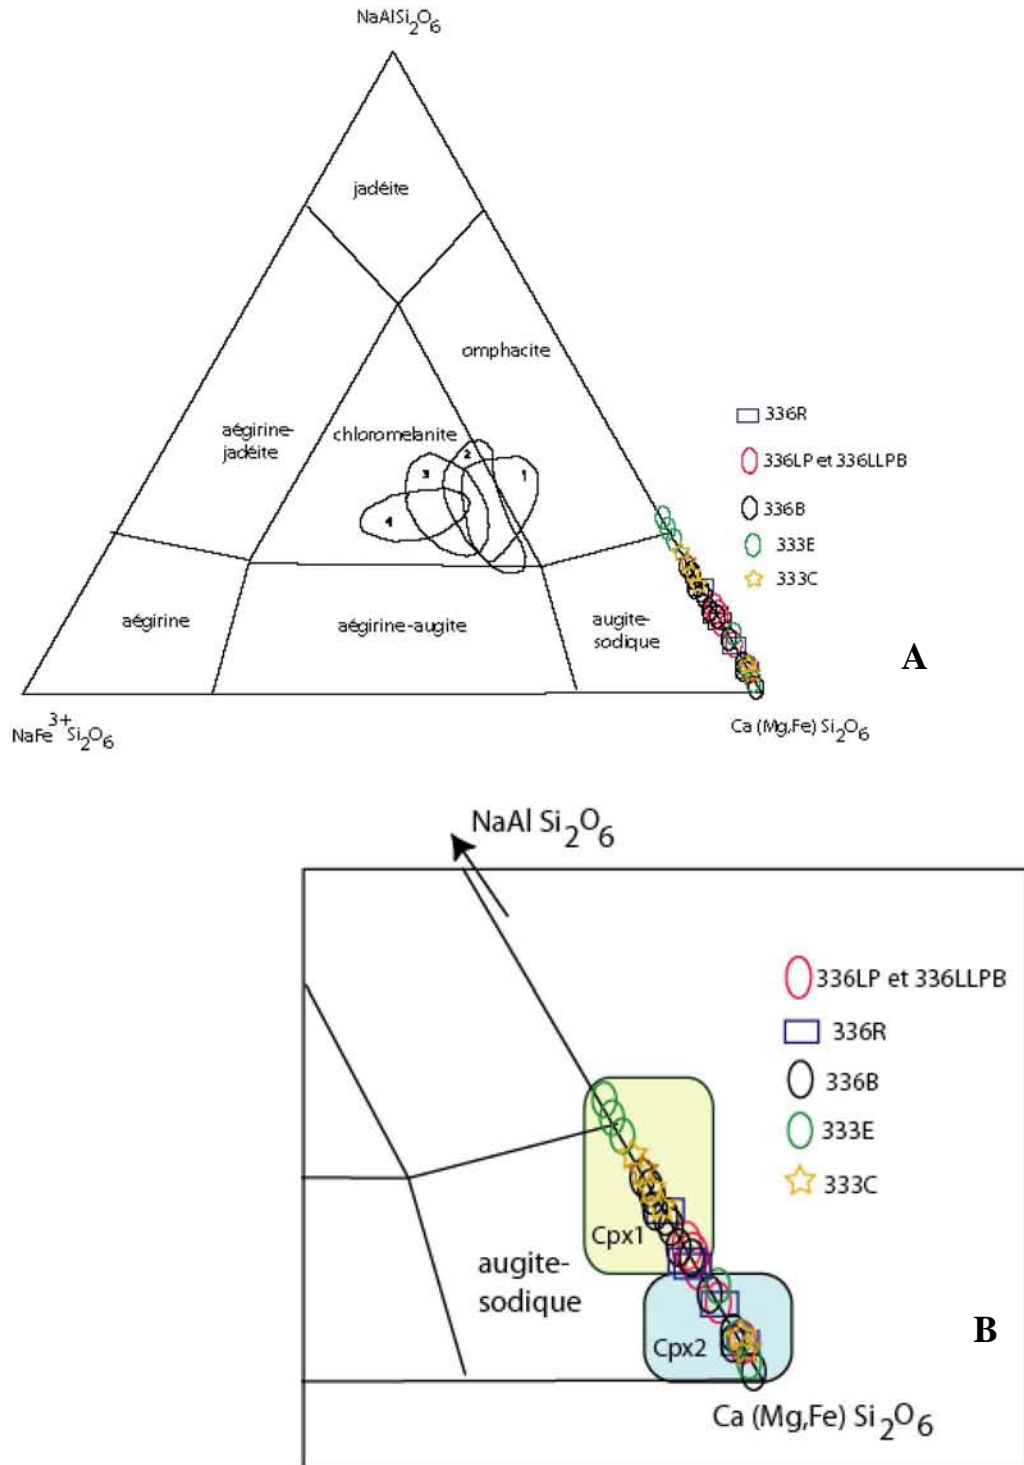 NaAlSi2O6
jadéite
omphacite
aégirine-
jadéite
chloromelanite
2
3
1
4
336R
336LP et 336LLPB
336B
333E
333C
aégirine
aégirine-augite
augite-
sodique
A
NaFe3+Si2O6
Ca (Mg,Fe) Si2O6
NaAl Si2O6
336LP et 336LLPB
336R
336B
333E
333C
Cpx1
augite-
sodique
Cpx2
B
Ca (Mg,Fe) Si2O6